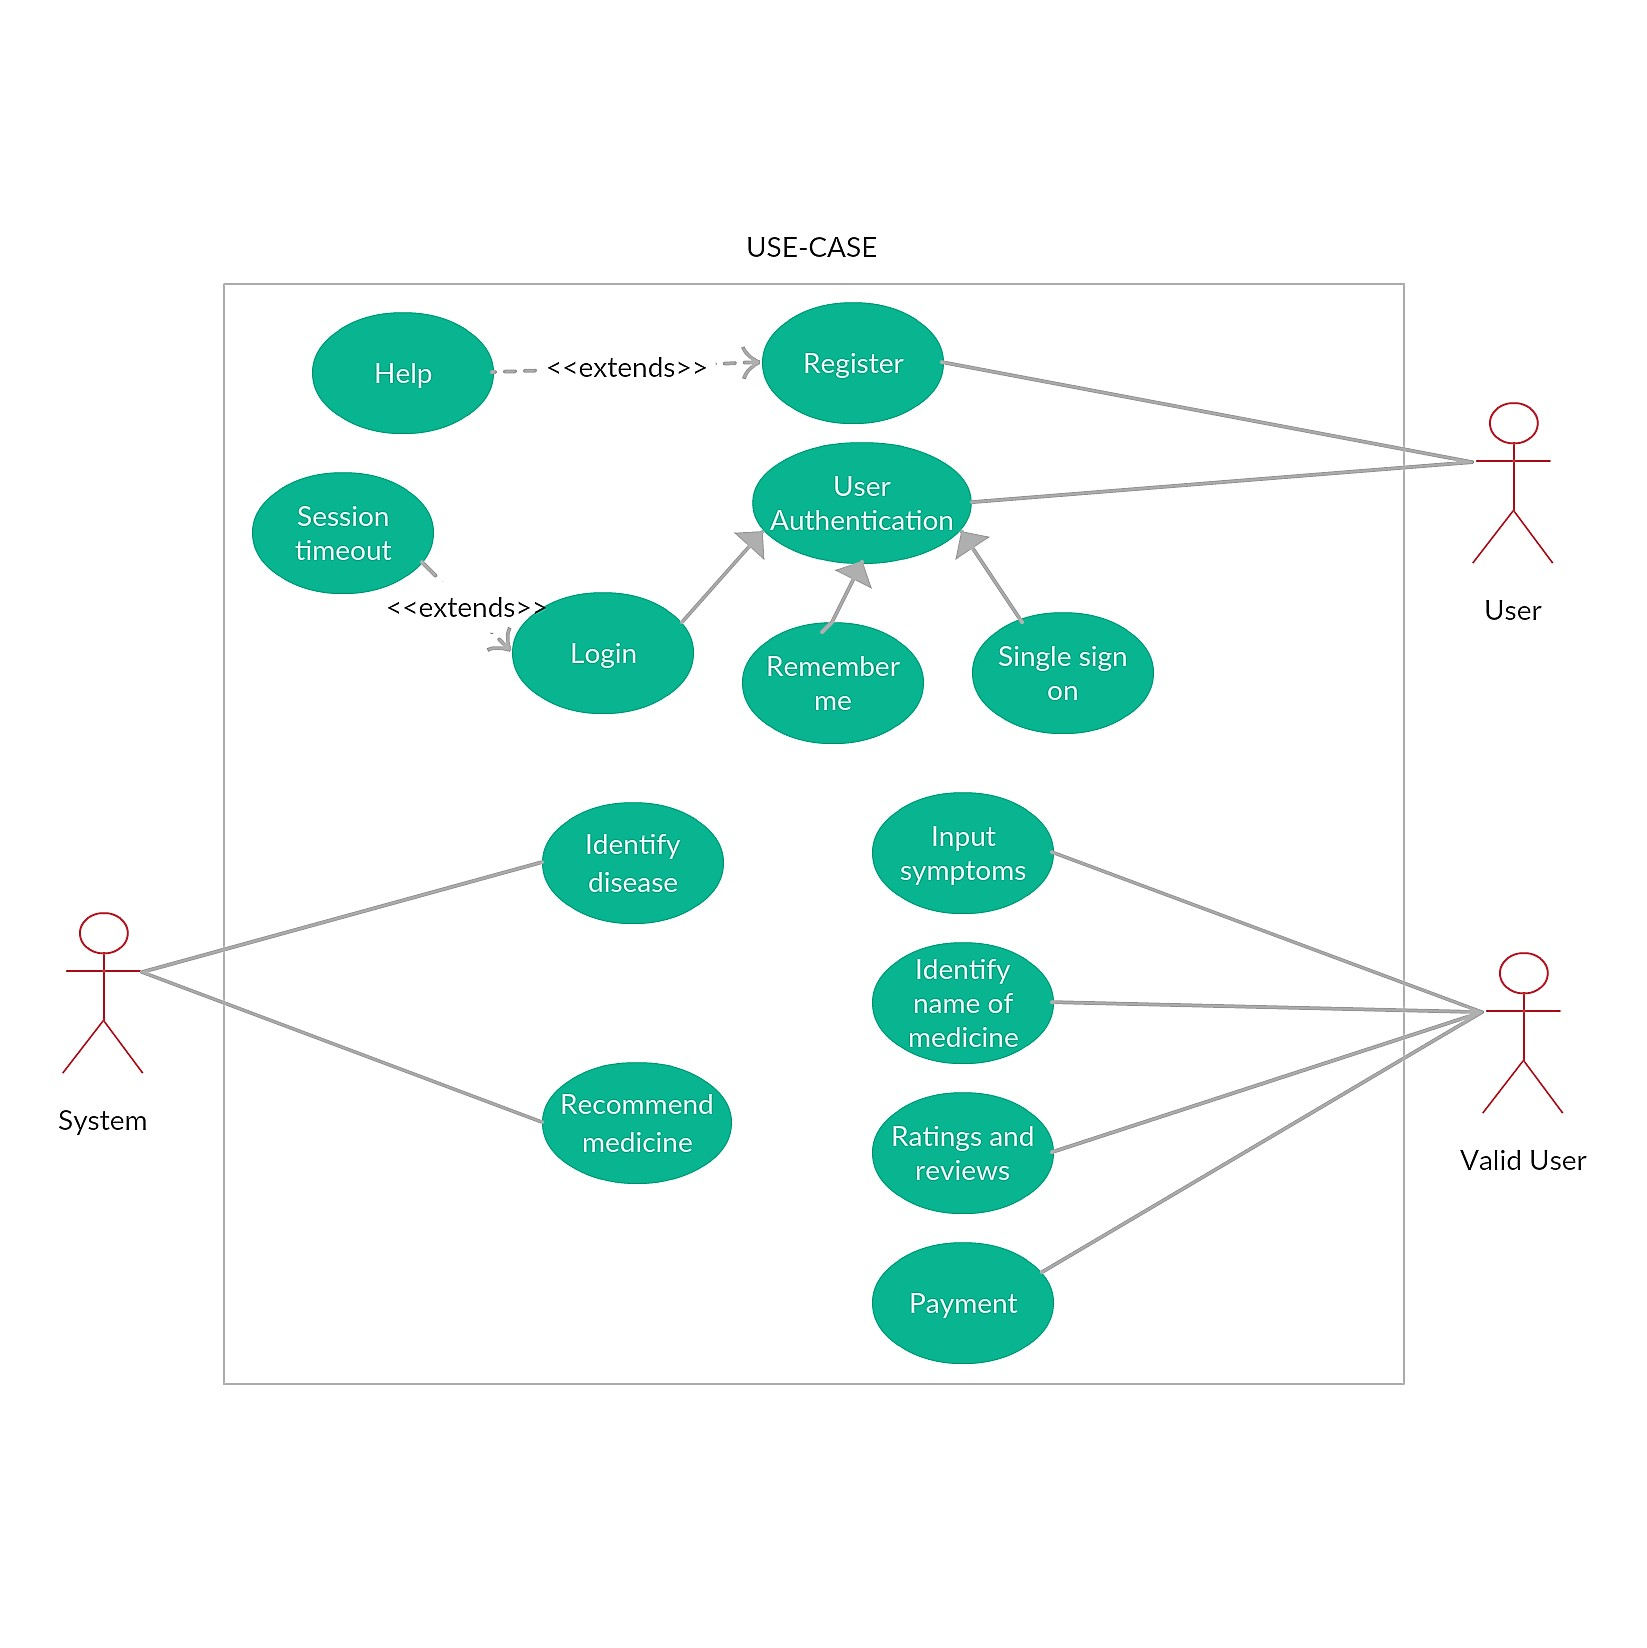 USE-CASE
Help
<<extends>>
Register
User
Authentication
Session
timeout
<<extends>>
Login
Remember
me
Single sign
on
User
Identify
disease
Input
symptoms
Identify
name of
medicine
System
Recommend
medicine
Ratings and
reviews
Valid User
Payment